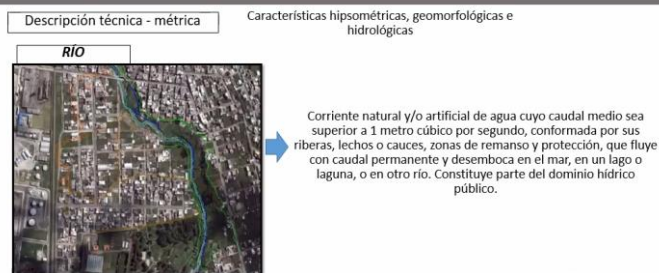 Descripción técnica - métrica
Características hipsométricas, geomorfológicas e
hidrológicas
RÍO
Corriente natural y/o artificial de agua cuyo caudal medio sea
superior a 1 metro cúbico por segundo, conformada por sus
riberas, lechos o cauces, zonas de remanso y protección, que fluye
con caudal permanente y desemboca en el mar, en un lago o
laguna, o en otro río. Constituye parte del dominio hídrico
público.